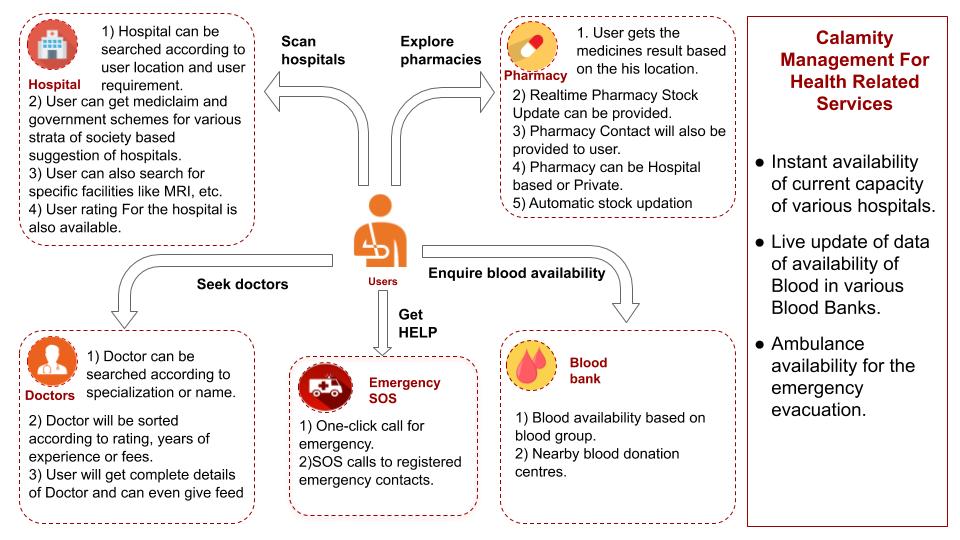 1) Hospital can be
searched according to
user location and user
requirement.
Hospital
2) User can get mediclaim and
government schemes for various
strata of society based
suggestion of hospitals.
3) User can also search for
specific facilities like MRI, etc.
4) User rating For the hospital is
also available.
Scan
hospitals
Explore
pharmacies
1. User gets the
medicines result based
on the his location.
Pharmacy
2) Realtime Pharmacy Stock
Update can be provided.
3) Pharmacy Contact will also be
provided to user.
4) Pharmacy can be Hospital
based or Private.
5) Automatic stock updation
Users
Seek doctors
Enquire blood availability
Get
HELP
1) Doctor can be
searched according to
specialization or name.
Doctors
2) Doctor will be sorted
according to rating, years of
experience or fees.
3) User will get complete details
of Doctor and can even give feed
Emergency
SOS
1) One-click call for
emergency.
2)SOS calls to registered
emergency contacts.
Blood
bank
1) Blood availability based on
blood group.
2) Nearby blood donation
centres.
Calamity
Management For
Health Related
Services
● Instant availability
of current capacity
of various hospitals.
● Live update of data
of availability of
Blood in various
Blood Banks.
● Ambulance
availability for the
emergency
evacuation.